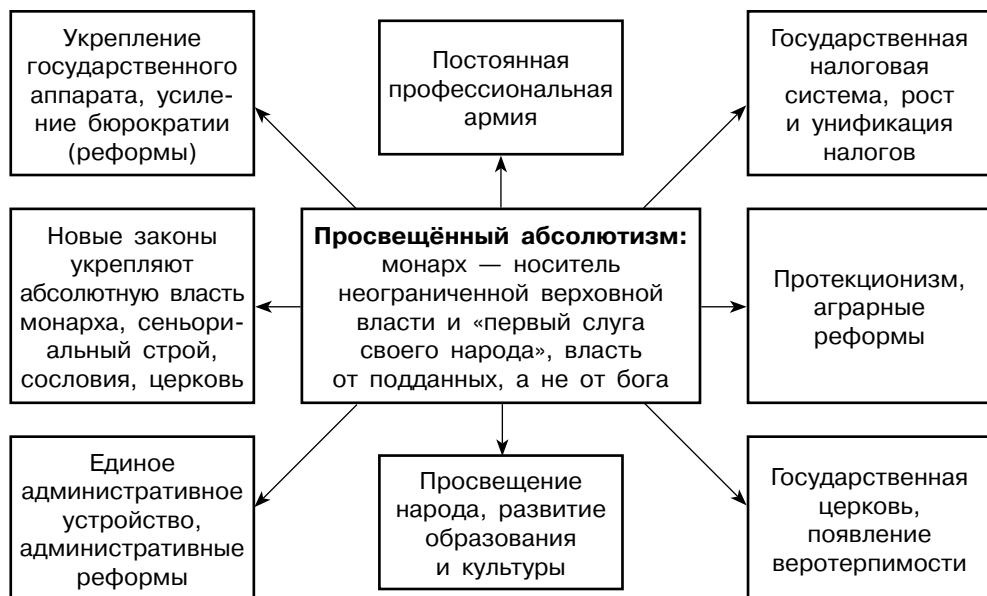 Укрепление
государственного
аппарата, усиле-
ние бюрократии
(реформы)
Постоянная
профессиональная
армия
Государственная
налоговая
система, рост
и унификация
налогов
Новые законы
укрепляют
абсолютную власть
монарха, сеньори-
альный строй,
сословия, церковь
Просвещённый абсолютизм:
монарх — носитель
неограниченной верховной
власти и «первый слуга
своего народа», власть
от подданных, а не от бога
Протекционизм,
аграрные
реформы
Единое
административное
устройство,
административные
реформы
Просвещение
народа, развитие
образования
и культуры
Государственная
церковь,
появление
веротерпимости